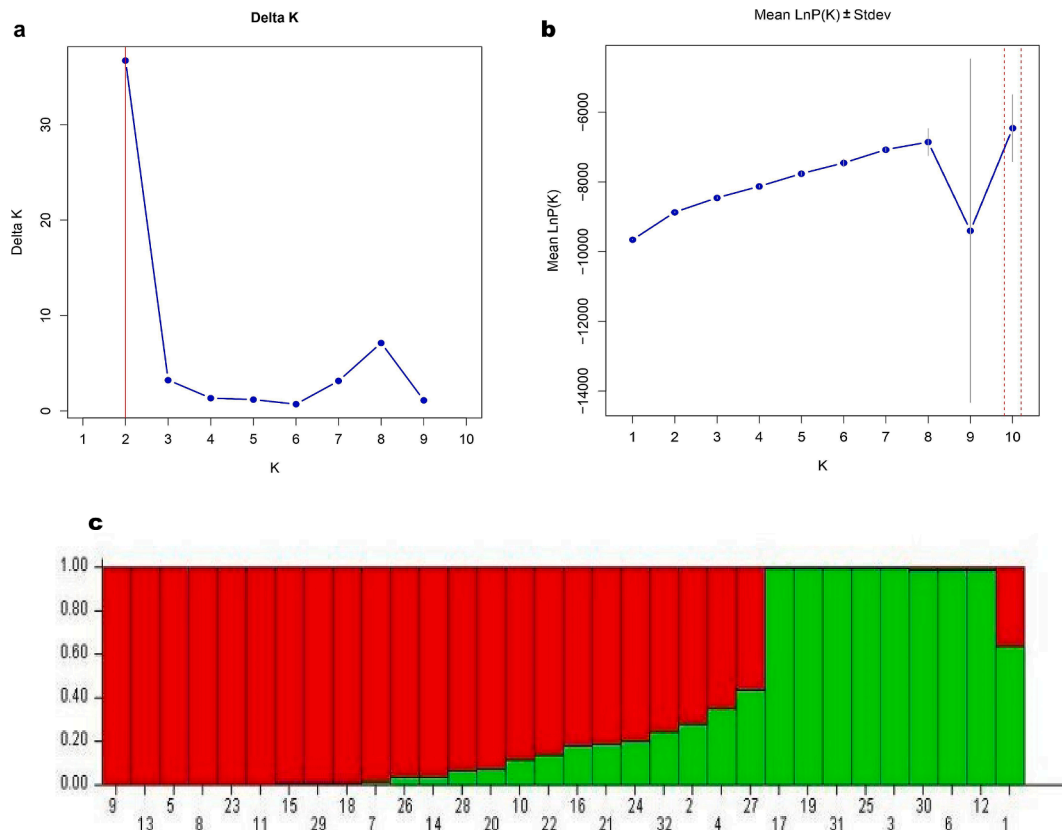 a
Delta K
Delta K
30
20
10
0
1 2 3 4 5 6 7 8 9 10
K
b
Mean LnP(K) ± Stdev
Mean LnP(K)
−6000
−8000
−10000
−12000
−14000
1 2 3 4 5 6 7 8 9 10
K
c
1.00
0.80
0.60
0.40
0.20
0.00
9 5 23 15 18 26 28 10 16 24 2 27 19 25 30 12
13 8 11 29 7 14 20 22 21 32 4 17 31 3 6 1